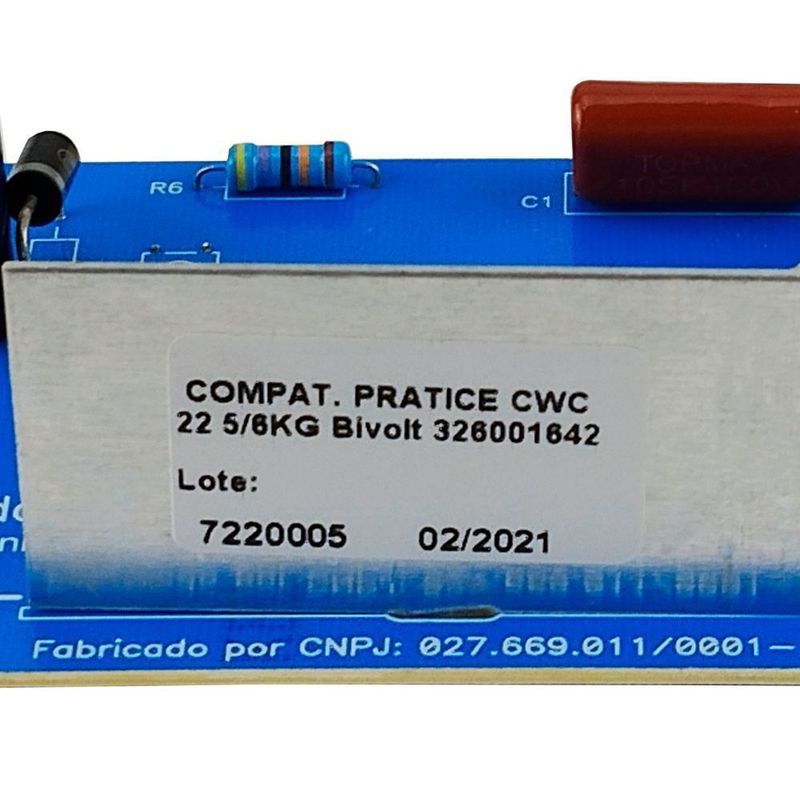 R6
C1
TOPMAY
COMPAT. PRATICE CWC
22 5/6KG Bivolt 326001642
Lote:
7220005 02/2021
Fabricado por CNPJ: 027.669.011/0001-